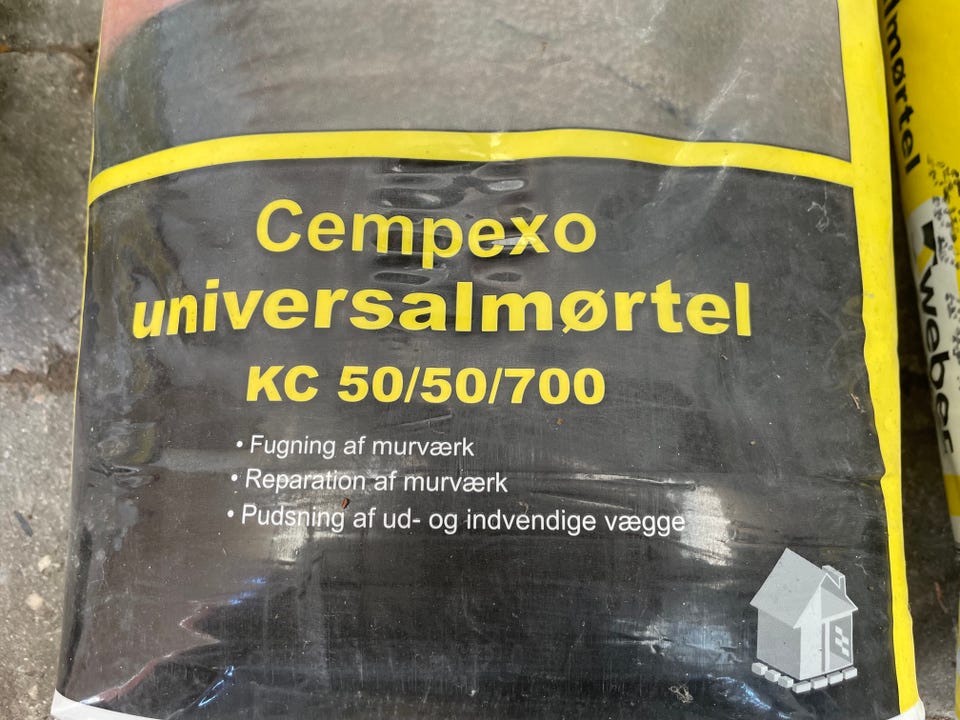 Cempexo
universalmørtel
KC 50/50/700
• Fugning af murværk
• Reparation af murværk
• Pudsning af ud- og indvendige vægge
weber